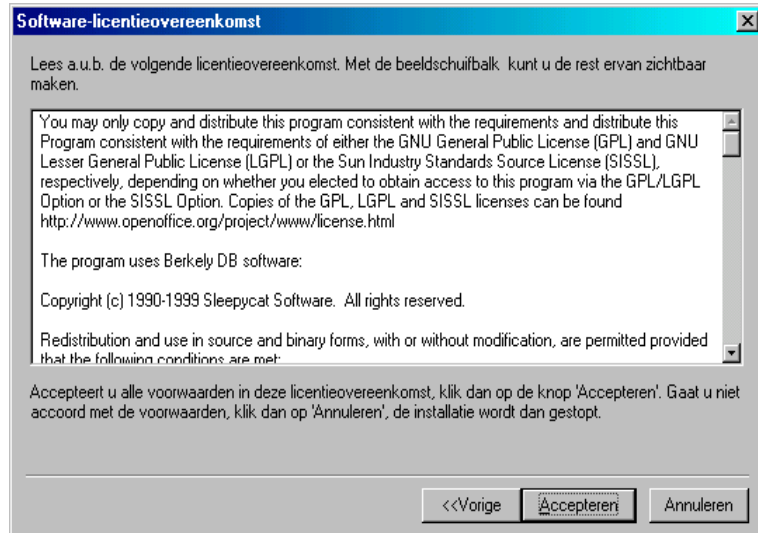 Software-licentieovereenkomst
Lees a.u.b. de volgende licentieovereenkomst. Met de beeldschuifbalk kunt u de rest ervan zichtbaar
maken.
You may only copy and distribute this program consistent with the requirements and distribute this
Program consistent with the requirements of either the GNU General Public License (GPL) and GNU
Lesser General Public License (LGPL) or the Sun Industry Standards Source License (SISSL),
respectively, depending on whether you elected to obtain access to this program via the GPL/LGPL
Option or the SISSL Option. Copies of the GPL, LGPL and SISSL licenses can be found
http://www.openoffice.org/project/www/license.html
The program uses Berkely DB software:
Copyright (c) 1990-1999 Sleepycat Software. All rights reserved.
Redistribution and use in source and binary forms, with or without modification, are permitted provided
that the following conditions are met:
Accepteert u alle voorwaarden in deze licentieovereenkomst, klik dan op de knop 'Accepteren'. Gaat u niet
accoord met de voorwaarden, klik dan op 'Annuleren', de installatie wordt dan gestopt.
<<Vorige Accepteren Annuleren